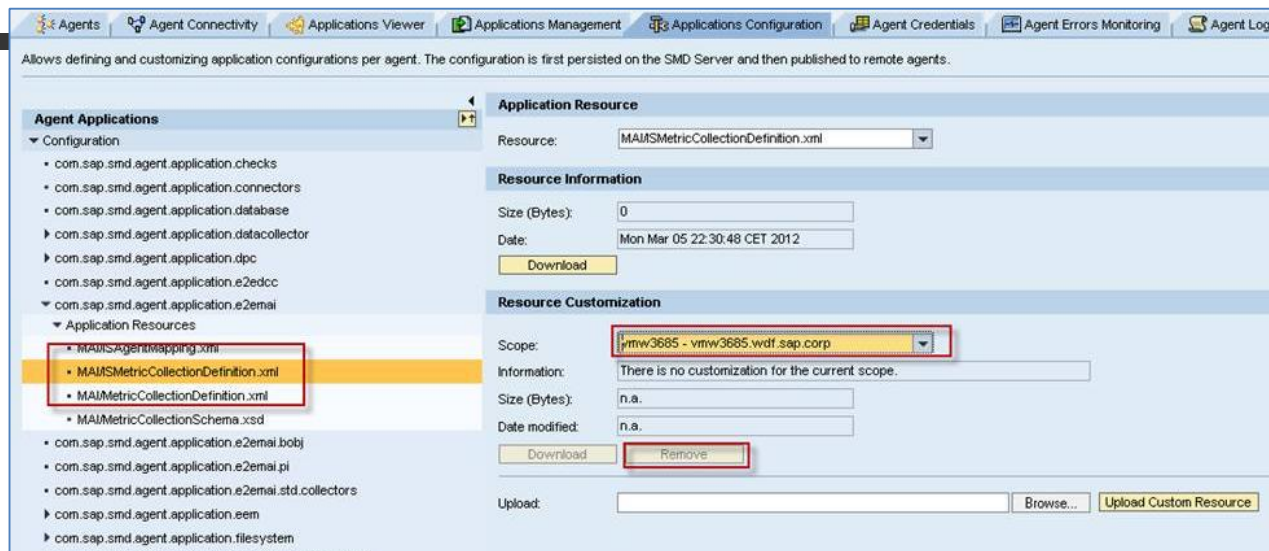 Agents Agent Connectivity Applications Viewer Applications Management Applications Configuration Agent Credentials Agent Errors Monitoring Agent Log
Allows defining and customizing application configurations per agent. The configuration is first persisted on the SMD Server and then published to remote agents.
Agent Applications
Configuration
com.sap.smd.agent.application.checks
com.sap.smd.agent.application.connectors
com.sap.smd.agent.application.database
com.sap.smd.agent.application.datacollector
com.sap.smd.agent.application.dpc
com.sap.smd.agent.application.e2edcc
com.sap.smd.agent.application.e2emai
Application Resources
MAI/ISAgentMapping.xml
MAI/ISMetricCollectionDefinition.xml
MAI/MetricCollectionDefinition.xml
MAI/MetricCollectionSchema.xsd
com.sap.smd.agent.application.e2emai.bobj
com.sap.smd.agent.application.e2emai.pi
com.sap.smd.agent.application.e2emai.std.collectors
com.sap.smd.agent.application.eem
com.sap.smd.agent.application.filesystem
Application Resource
Resource: MAI/ISMetricCollectionDefinition.xml
Resource Information
Size (Bytes): 0
Date: Mon Mar 05 22:30:48 CET 2012
Download
Resource Customization
Scope: vmw3685 - vmw3685.wdf.sap.corp
Information: There is no customization for the current scope.
Size (Bytes): n.a.
Date modified: n.a.
Download Remove
Upload: Browse... Upload Custom Resource